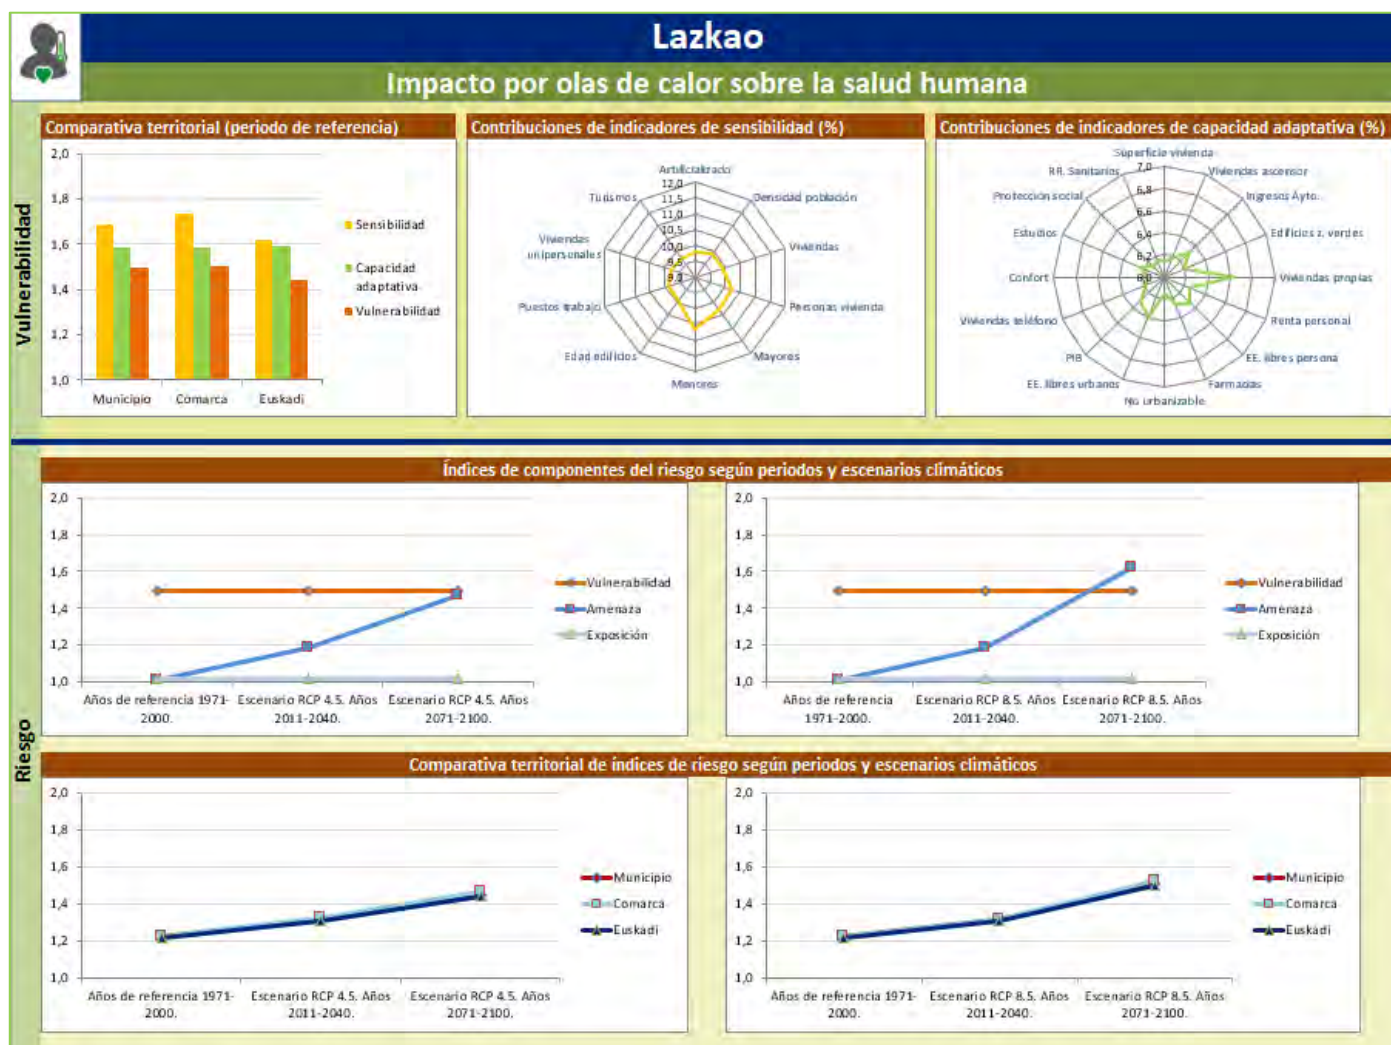 Lazkao
Impacto por olas de calor sobre la salud humana
Vulnerabilidad
Comparativa territorial (periodo de referencia)
2,0
1,8
1,6
1,4
1,2
1,0
Municipio
Comarca
Euskadi
Sensibilidad
Capacidad
adaptativa
Vulnerabilidad
Contribuciones de indicadores de sensibilidad (%)
Artificializado
Densidad población
Viviendas
Personas vivienda
Mayores
Menores
Edad edificios
Puestos trabajo
Viviendas
unipersonales
Turismos
12,0
11,5
11,0
10,5
10,0
9,5
9,0
Contribuciones de indicadores de capacidad adaptativa (%)
Superficie vivienda
Viviendas ascensor
Ingresos Ayto.
Edificios z. verdes
Viviendas propias
Renta personal
EE. libres persona
Farmacias
No urbanizable
EE. libres urbanos
PIB
Viviendas teléfono
Confort
Estudios
Protección social
RR. Sanitarios
7,0
6,8
6,6
6,4
6,2
6,0
Riesgo
Índices de componentes del riesgo según periodos y escenarios climáticos
2,0
1,8
1,6
1,4
1,2
1,0
Años de referencia 1971-
2000.
Escenario RCP 4.5. Años
2011-2040.
Escenario RCP 4.5. Años
2071-2100.
Vulnerabilidad
Amenaza
Exposición
2,0
1,8
1,6
1,4
1,2
1,0
Años de referencia
1971-2000.
Escenario RCP 8.5. Años
2011-2040.
Escenario RCP 8.5. Años
2071-2100.
Vulnerabilidad
Amenaza
Exposición
Comparativa territorial de índices de riesgo según periodos y escenarios climáticos
2,0
1,8
1,6
1,4
1,2
1,0
Años de referencia 1971-
2000.
Escenario RCP 4.5. Años
2011-2040.
Escenario RCP 4.5. Años
2071-2100.
Municipio
Comarca
Euskadi
2,0
1,8
1,6
1,4
1,2
1,0
Años de referencia 1971-
2000.
Escenario RCP 8.5. Años
2011-2040.
Escenario RCP 8.5. Años
2071-2100.
Municipio
Comarca
Euskadi